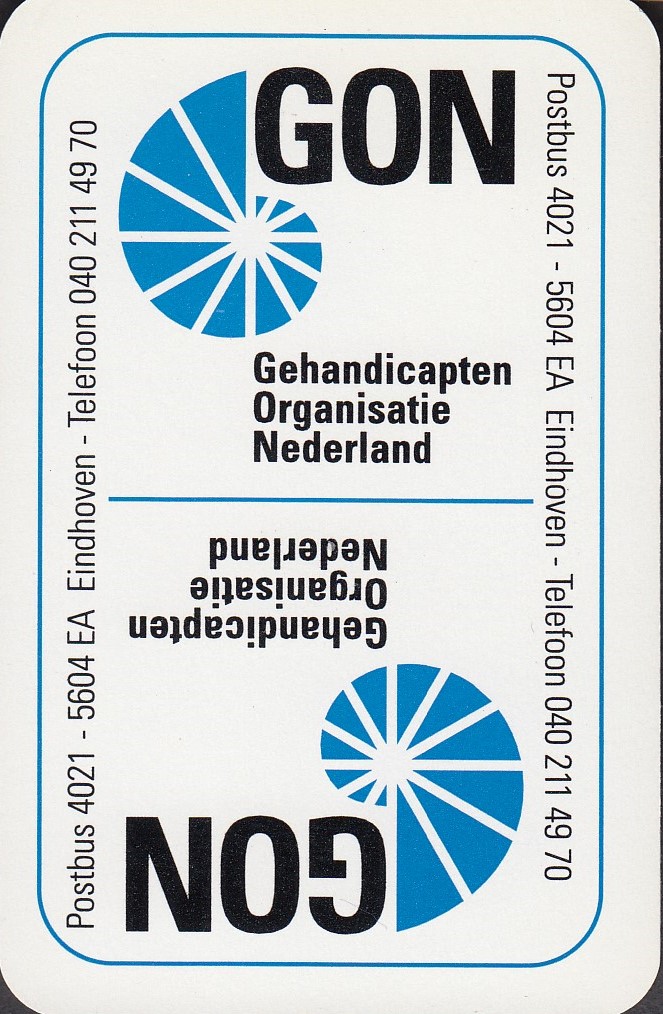 GON
Gehandicapten
Organisatie
Nederland
Postbus 4021 - 5604 EA Eindhoven - Telefoon 040 211 49 70
Postbus 4021 - 5604 EA Eindhoven - Telefoon 040 211 49 70
GON
Gehandicapten
Organisatie
Nederland